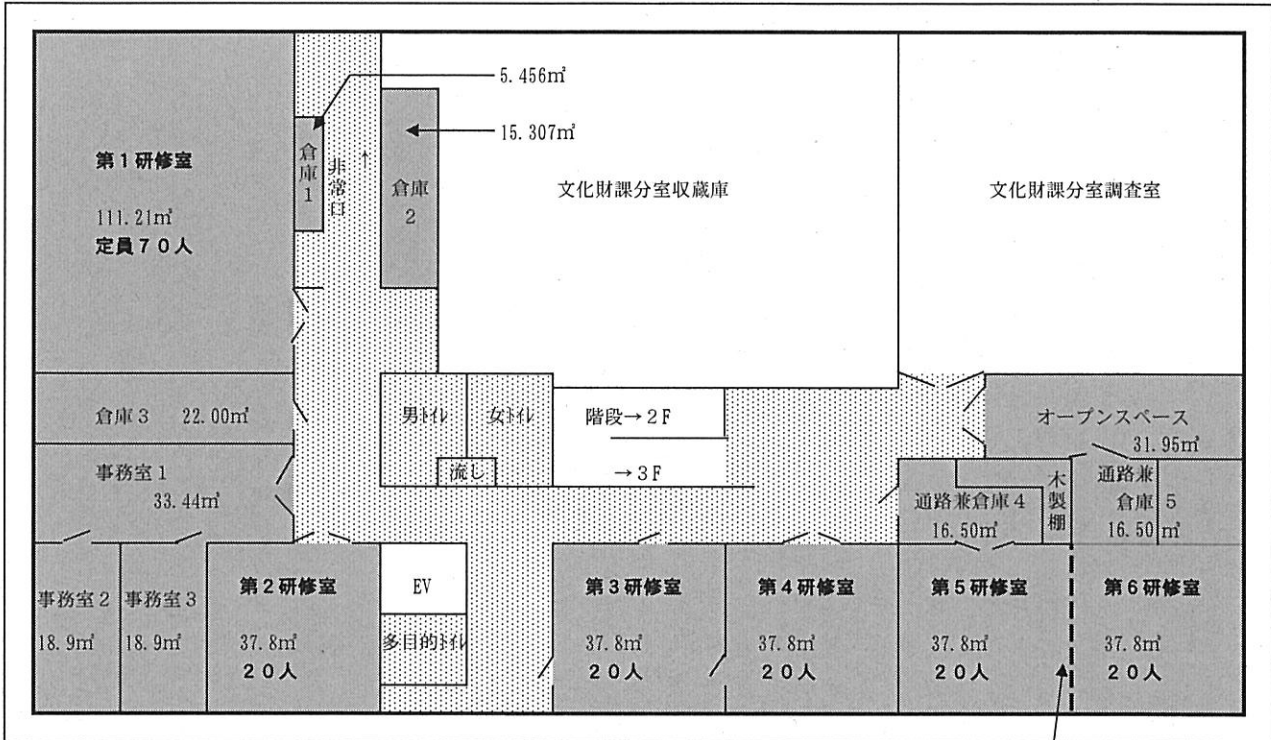 5.456㎡
15.307㎡
第1研修室
111.21㎡
定員70人
倉庫1
非常口
↑
倉庫2
文化財課分室収蔵庫
文化財課分室調査室
倉庫3 22.00㎡
男トイレ
女トイレ
流し
階段→2F
→3F
オープンスペース
31.95㎡
事務室1
33.44㎡
通路兼倉庫4
16.50㎡
木製棚
通路兼
倉庫5
16.50㎡
事務室2
18.9㎡
事務室3
18.9㎡
第2研修室
37.8㎡
20人
EV
多目的トイレ
第3研修室
37.8㎡
20人
第4研修室
37.8㎡
20人
第5研修室
37.8㎡
20人
第6研修室
37.8㎡
20人